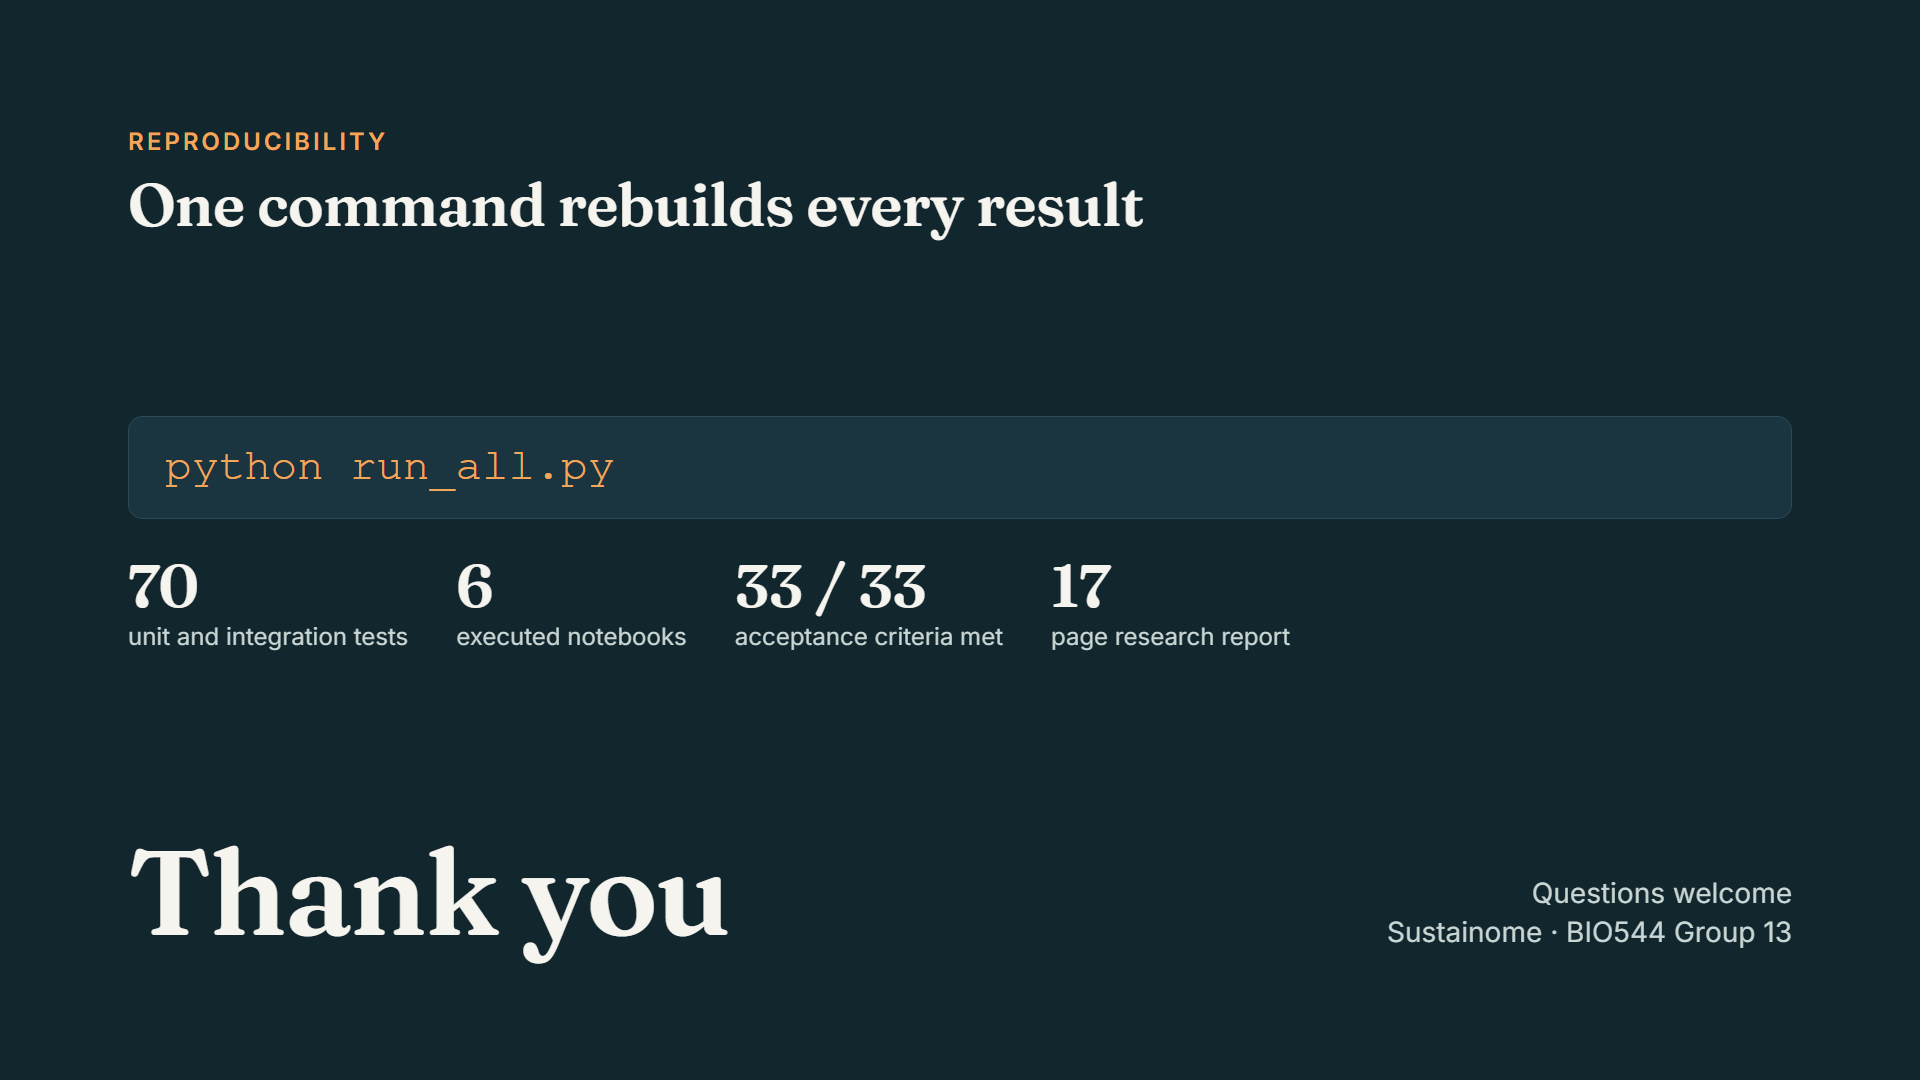 REPRODUCIBILITY
One command rebuilds every result
python run_all.py
70
unit and integration tests
6
executed notebooks
33 / 33
acceptance criteria met
17
page research report
Thank you
Questions welcome
Sustainome · BIO544 Group 13